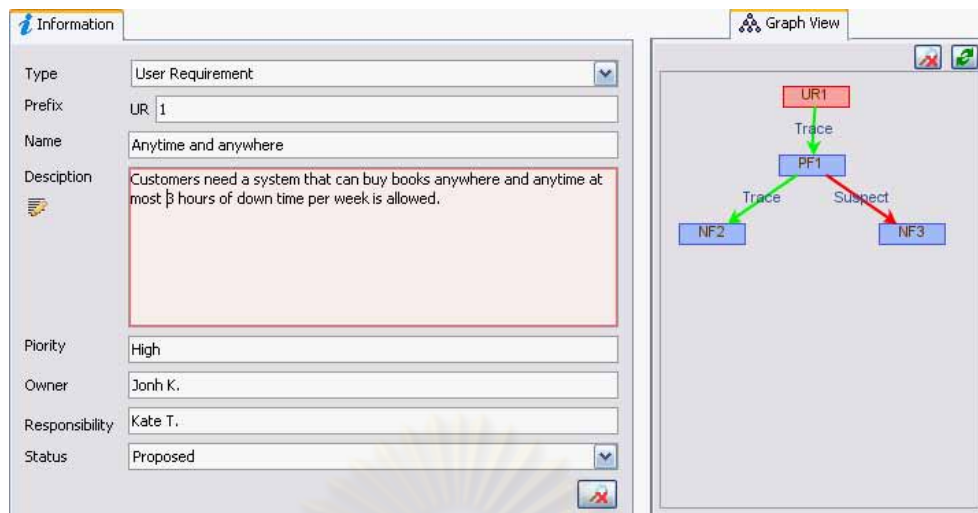 Information
Type User Requirement
Prefix UR 1
Name Anytime and anywhere
Desciption Customers need a system that can buy books anywhere and anytime at
most 3 hours of down time per week is allowed.
Piority High
Owner Jonh K.
Responsibility Kate T.
Status Proposed
Graph View
UR1
Trace
PF1
Trace Suspect
NF2 NF3